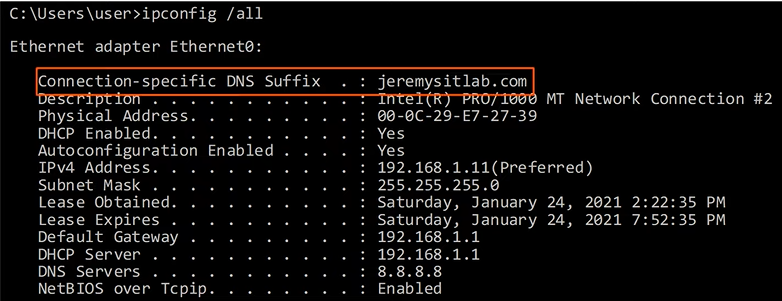 C:\Users\user>ipconfig /all
Ethernet adapter Ethernet0:
Connection-specific DNS Suffix . : jeremysitlab.com
Description . . . . . . . . . . . : Intel(R) PRO/1000 MT Network Connection #2
Physical Address. . . . . . . . . : 00-0C-29-E7-27-39
DHCP Enabled. . . . . . . . . . . : Yes
Autoconfiguration Enabled . . . . : Yes
IPv4 Address. . . . . . . . . . . : 192.168.1.11(Preferred)
Subnet Mask . . . . . . . . . . . : 255.255.255.0
Lease Obtained. . . . . . . . . . : Saturday, January 24, 2021 2:22:35 PM
Lease Expires . . . . . . . . . . : Saturday, January 24, 2021 7:52:35 PM
Default Gateway . . . . . . . . . : 192.168.1.1
DHCP Server . . . . . . . . . . . : 192.168.1.1
DNS Servers . . . . . . . . . . . : 8.8.8.8
NetBIOS over Tcpip. . . . . . . . : Enabled